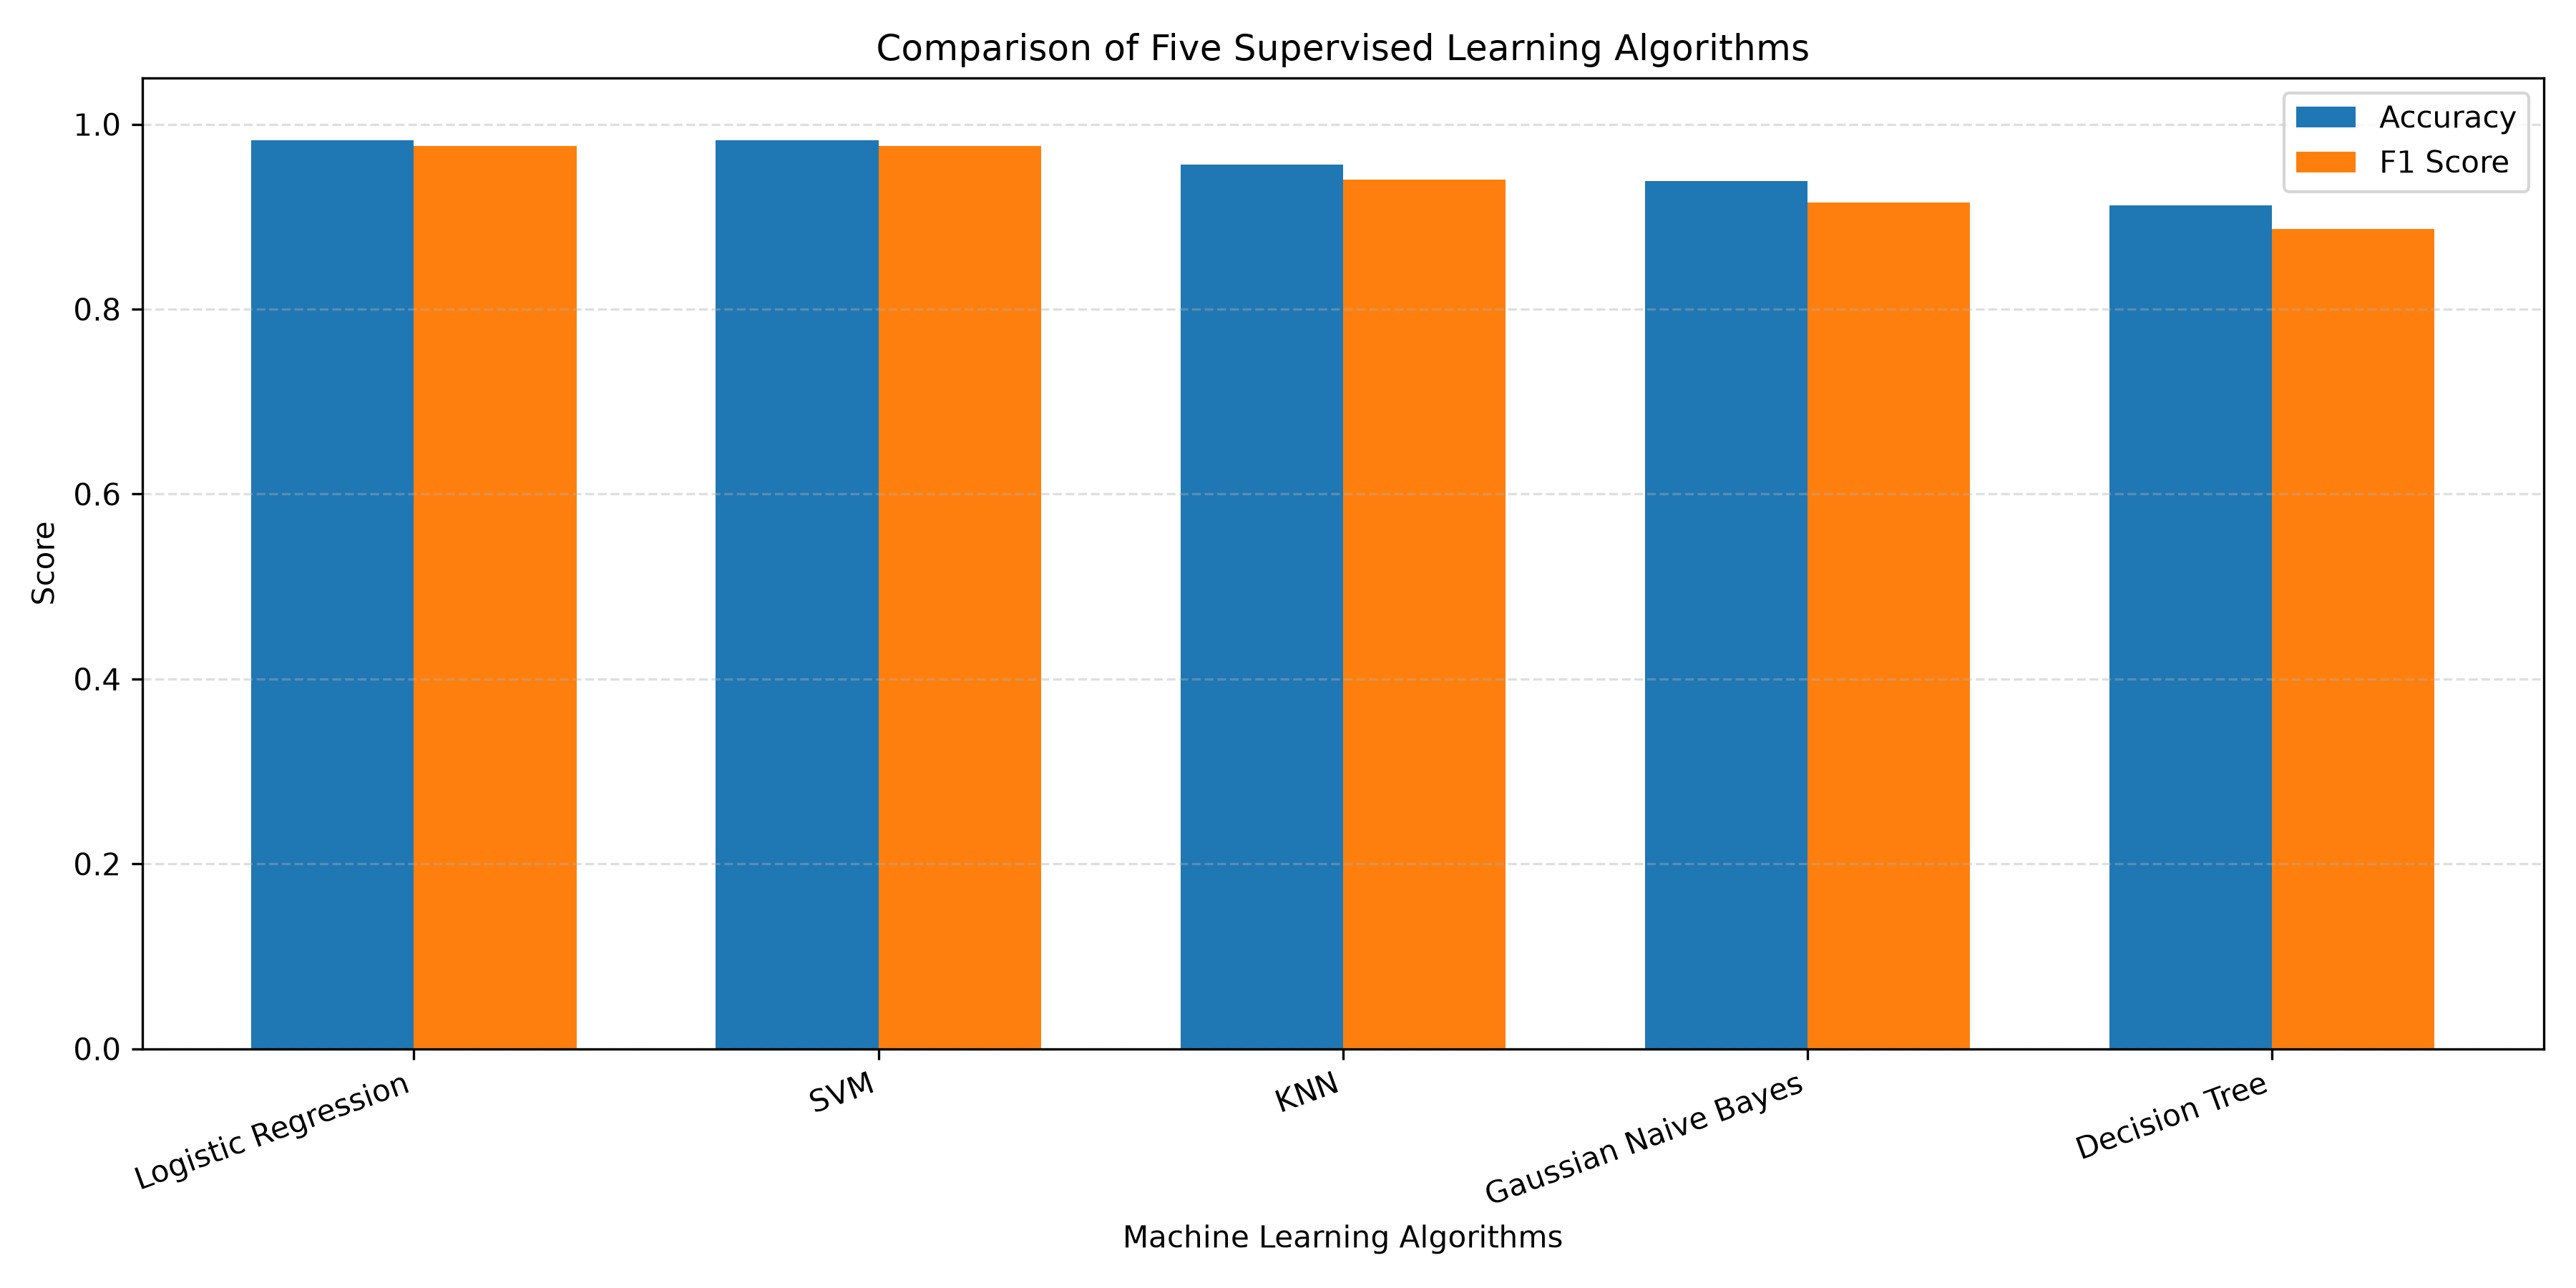 Comparison of Five Supervised Learning Algorithms
Accuracy
F1 Score
1.0
0.8
0.6
0.4
0.2
0.0
Score
Logistic Regression
SVM
KNN
Gaussian Naive Bayes
Decision Tree
Machine Learning Algorithms